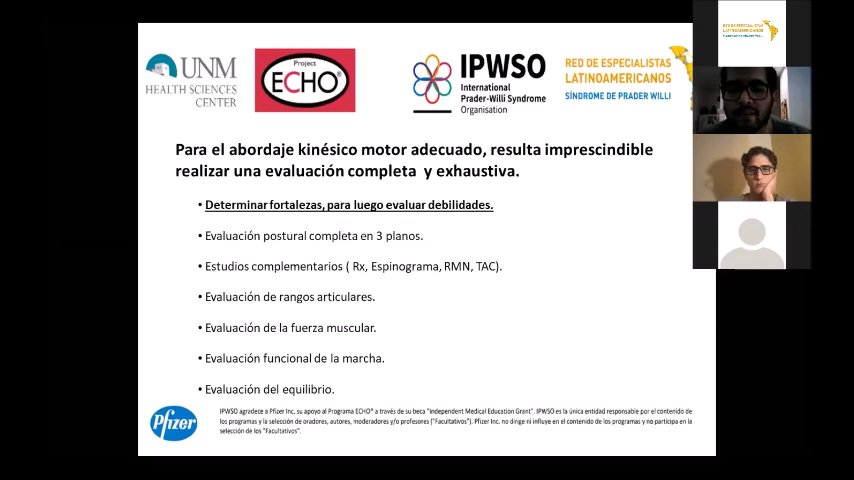 UNM
HEALTH SCIENCES
CENTER
Project
ECHO®
IPWSO
International
Prader-Willi Syndrome
Organisation
RED DE ESPECIALISTAS
LATINOAMERICANOS
SÍNDROME DE PRADER WILLI
RED DE ESPECIALISTAS
LATINOAMERICANOS
Para el abordaje kinésico motor adecuado, resulta imprescindible
realizar una evaluación completa y exhaustiva.
• Determinar fortalezas, para luego evaluar debilidades.
• Evaluación postural completa en 3 planos.
• Estudios complementarios ( Rx, Espinograma, RMN, TAC).
• Evaluación de rangos articulares.
• Evaluación de la fuerza muscular.
• Evaluación funcional de la marcha.
• Evaluación del equilibrio.
Pfizer
IPWSO agradece a Pfizer Inc. su apoyo al Programa ECHO® a través de su beca "Independent Medical Education Grant". IPWSO es la única entidad responsable por el contenido de
los programas y la selección de oradores, autores, moderadores y/o profesores ("Facultativos"). Pfizer Inc. no dirige ni influye en el contenido de los programas y no participa en la
selección de los "Facultativos".